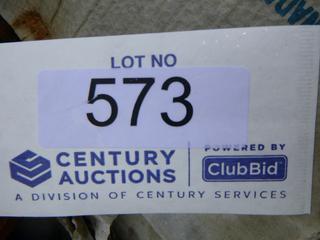 LOT NO
573
CENTURY AUCTIONS
POWERED BY
ClubBid
A DIVISION OF CENTURY SERVICES